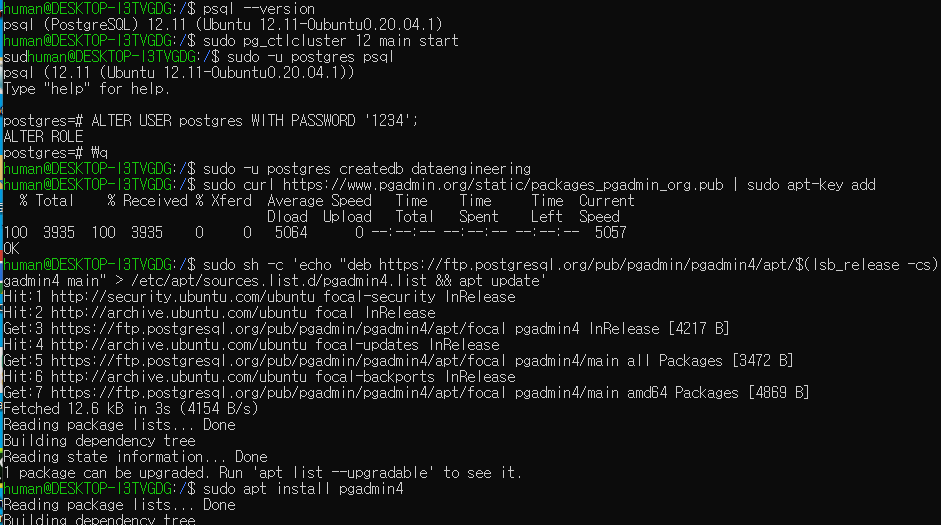 human@DESKTOP-I3TVGDG:/$ psql --version
psql (PostgreSQL) 12.11 (Ubuntu 12.11-0ubuntu0.20.04.1)
human@DESKTOP-I3TVGDG:/$ sudo pg_ctlcluster 12 main start
sudhuman@DESKTOP-I3TVGDG:/$ sudo -u postgres psql
psql (12.11 (Ubuntu 12.11-0ubuntu0.20.04.1))
Type "help" for help.
postgres=# ALTER USER postgres WITH PASSWORD '1234';
ALTER ROLE
postgres=# ₩q
human@DESKTOP-I3TVGDG:/$ sudo -u postgres createdb dataengineering
human@DESKTOP-I3TVGDG:/$ sudo curl https://www.pgadmin.org/static/packages_pgadmin_org.pub | sudo apt-key add
% Total % Received % Xferd Average Speed Time Time Time Current
Dload Upload Total Spent Left Speed
100 3935 100 3935 0 0 5064 0 --:--:-- --:--:-- --:--:-- 5057
OK
human@DESKTOP-I3TVGDG:/$ sudo sh -c 'echo "deb https://ftp.postgresql.org/pub/pgadmin/pgadmin4/apt/$(lsb_release -cs)
gadmin4 main" > /etc/apt/sources.list.d/pgadmin4.list && apt update'
Hit:1 http://security.ubuntu.com/ubuntu focal-security InRelease
Hit:2 http://archive.ubuntu.com/ubuntu focal InRelease
Get:3 https://ftp.postgresql.org/pub/pgadmin/pgadmin4/apt/focal pgadmin4 InRelease [4217 B]
Hit:4 http://archive.ubuntu.com/ubuntu focal-updates InRelease
Get:5 https://ftp.postgresql.org/pub/pgadmin/pgadmin4/apt/focal pgadmin4/main all Packages [3472 B]
Hit:6 http://archive.ubuntu.com/ubuntu focal-backports InRelease
Get:7 https://ftp.postgresql.org/pub/pgadmin/pgadmin4/apt/focal pgadmin4/main amd64 Packages [4869 B]
Fetched 12.6 kB in 3s (4154 B/s)
Reading package lists... Done
Building dependency tree
Reading state information... Done
1 package can be upgraded. Run 'apt list --upgradable' to see it.
human@DESKTOP-I3TVGDG:/$ sudo apt install pgadmin4
Reading package lists... Done
Building dependency tree